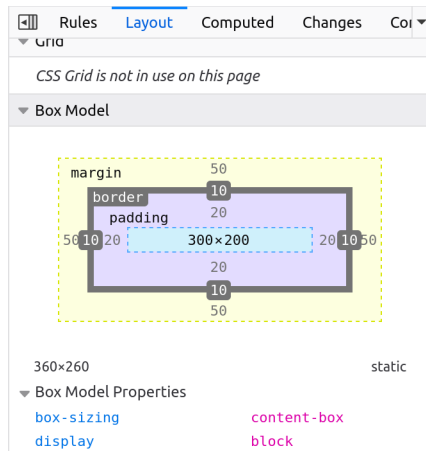 Rules Layout Computed Changes
Grid
CSS Grid is not in use on this page
Box Model
margin 50
border 10
padding 20
50 10 20 300×200 20 10 50
20
10
50
360×260 static
Box Model Properties
box-sizing content-box
display block